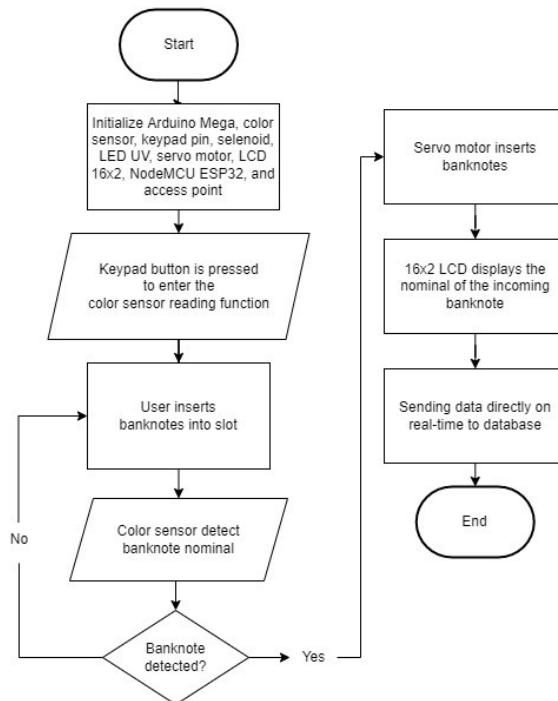 Start
Initialize Arduino Mega, color
sensor, keypad pin, selenoid,
LED UV, servo motor, LCD
16x2, NodeMCU ESP32, and
access point
Keypad button is pressed
to enter the
color sensor reading function
User inserts
banknotes into slot
Color sensor detect
banknote nominal
Banknote
detected?
No
Yes
Servo motor inserts
banknotes
16x2 LCD displays the
nominal of the incoming
banknote
Sending data directly on
real-time to database
End